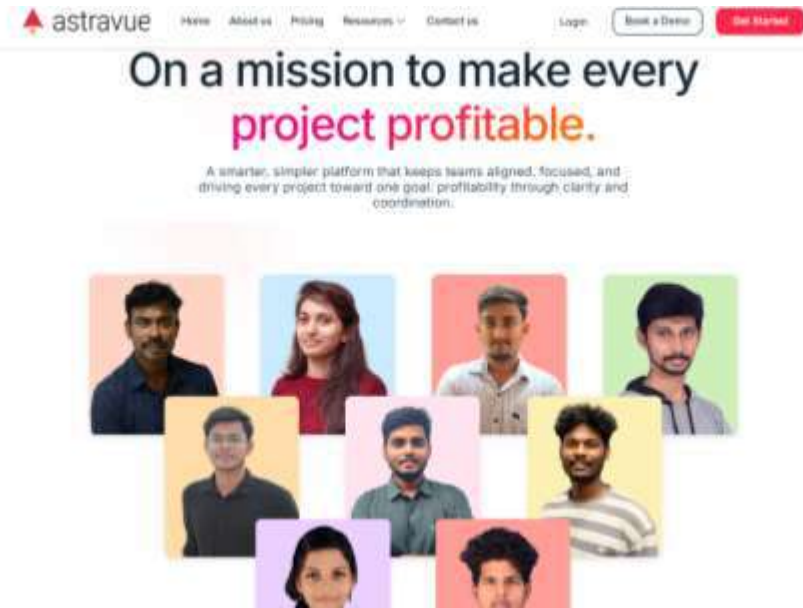 astravue
Home About us Pricing Resources Contact us Login Book a Demo Get Started
On a mission to make every
project profitable.
A smarter, simpler platform that keeps teams aligned, focused, and
driving every project toward one goal: profitability through clarity and
coordination.